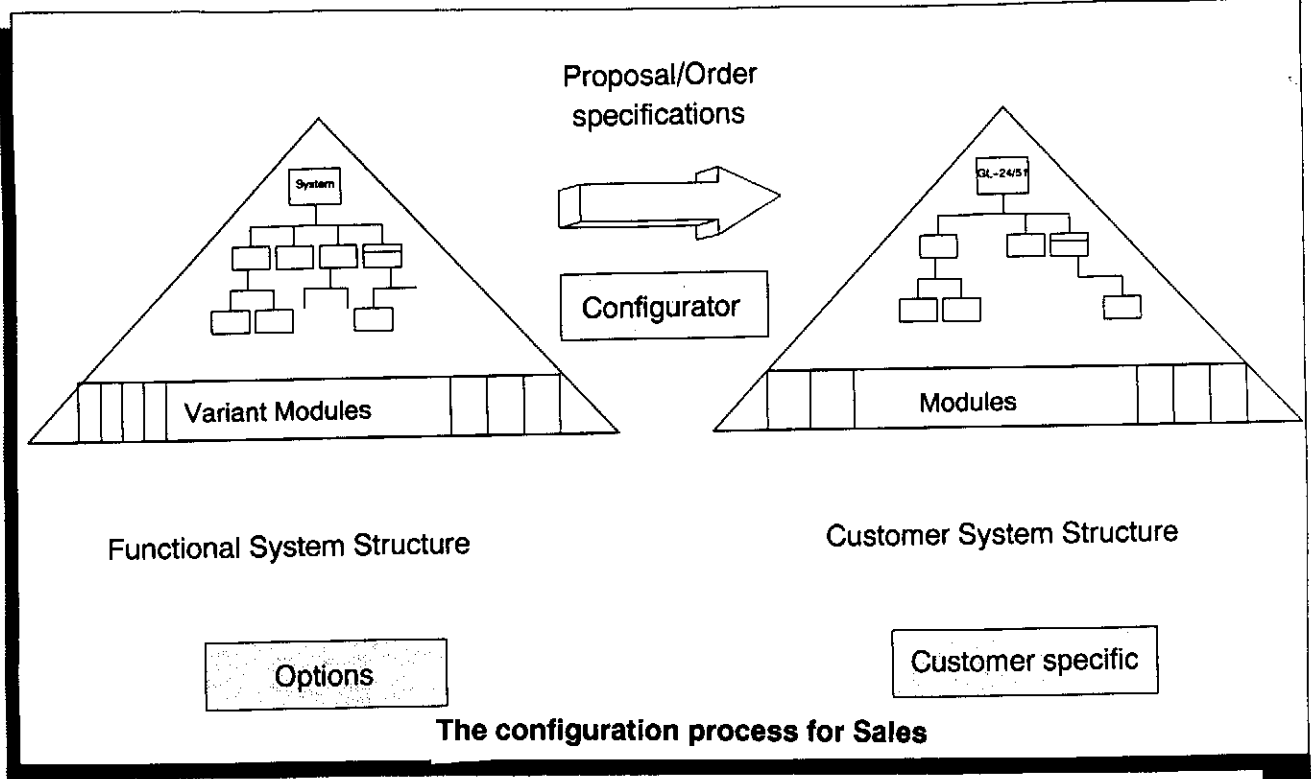 Proposal/Order
specifications
System
GL-24/51
Configurator
Variant Modules
Modules
Functional System Structure
Customer System Structure
Options
Customer specific
The configuration process for Sales